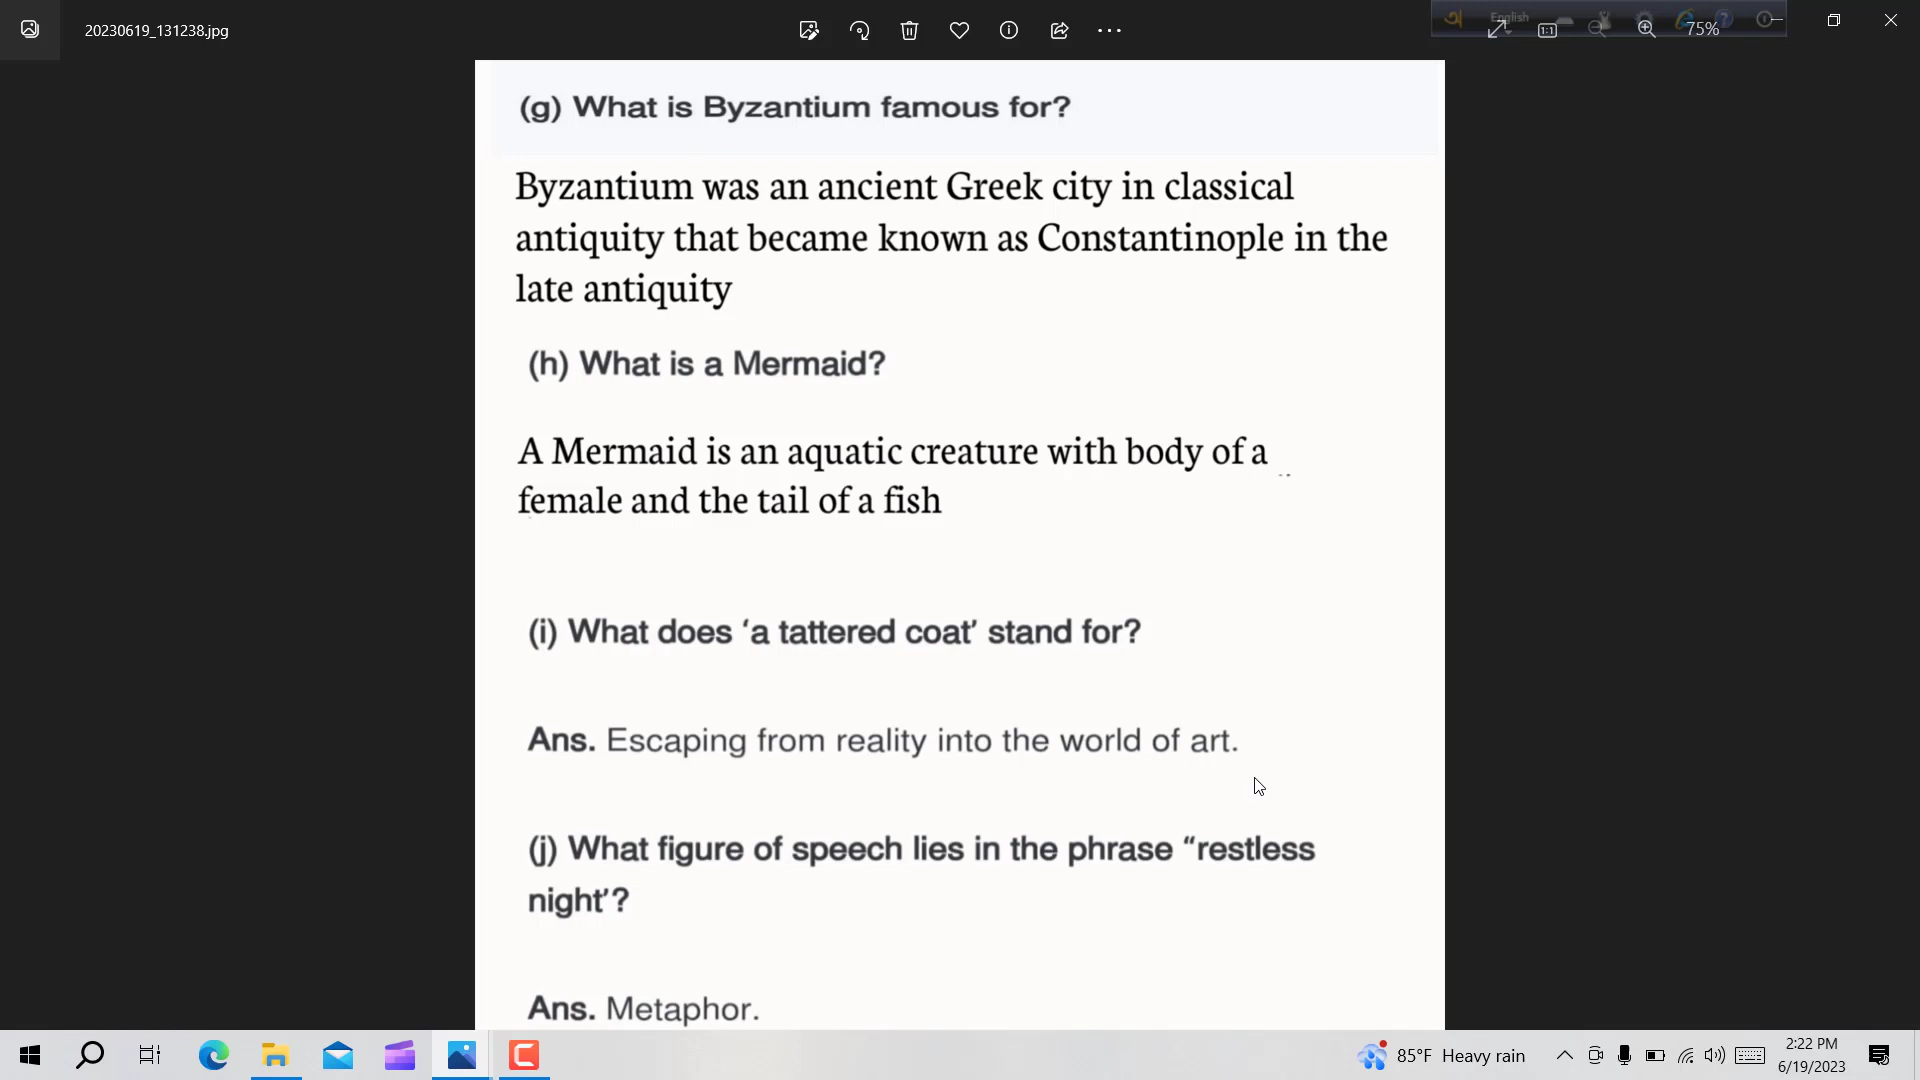 20230619_131238.jpg
English
75%
(g) What is Byzantium famous for?
Byzantium was an ancient Greek city in classical
antiquity that became known as Constantinople in the
late antiquity
(h) What is a Mermaid?
A Mermaid is an aquatic creature with body of a
female and the tail of a fish
(i) What does ‘a tattered coat’ stand for?
Ans. Escaping from reality into the world of art.
(j) What figure of speech lies in the phrase “restless
night’?
Ans. Metaphor.
85°F Heavy rain
2:22 PM
6/19/2023